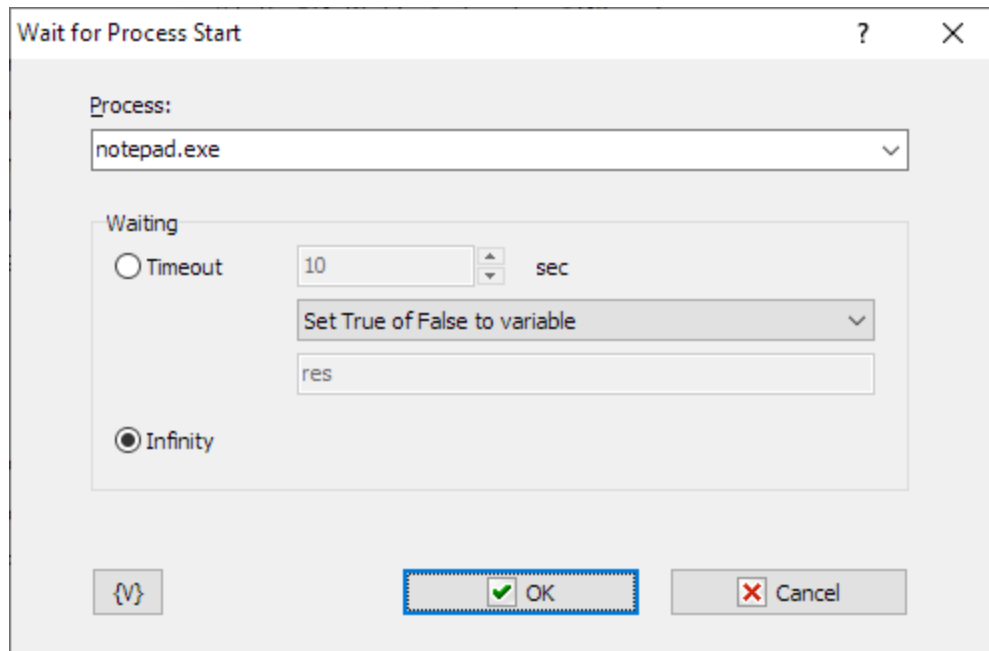 Wait for Process Start ?
Process:
notepad.exe
Waiting
Timeout 10 sec
Set True of False to variable
res
Infinity
{V} OK Cancel